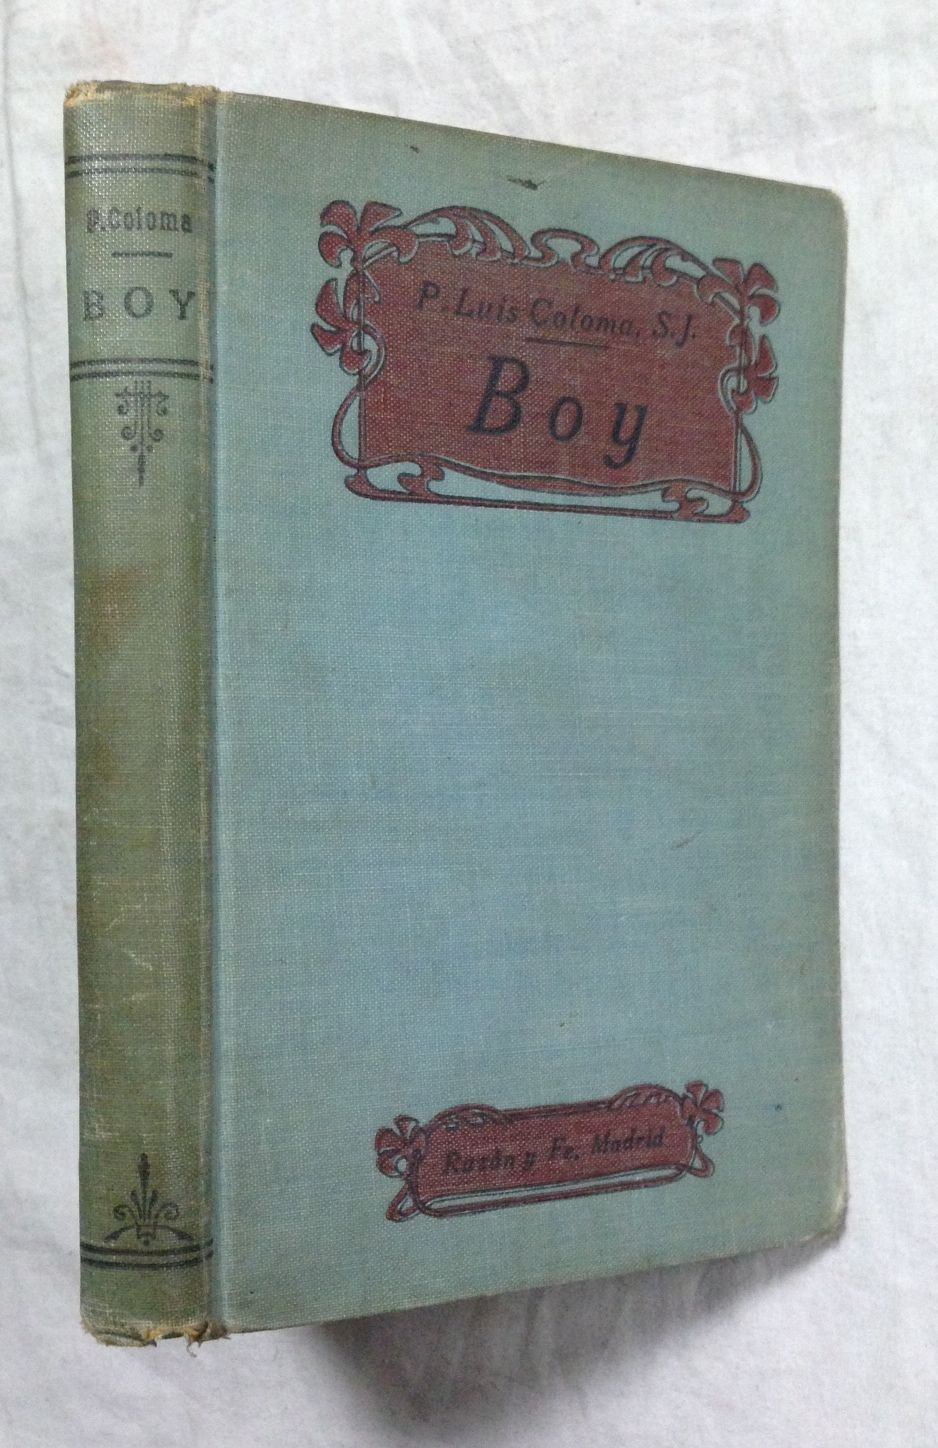 P. Coloma
BOY
P. Luis Coloma, S.J.
Boy
Razón y Fe, Madrid